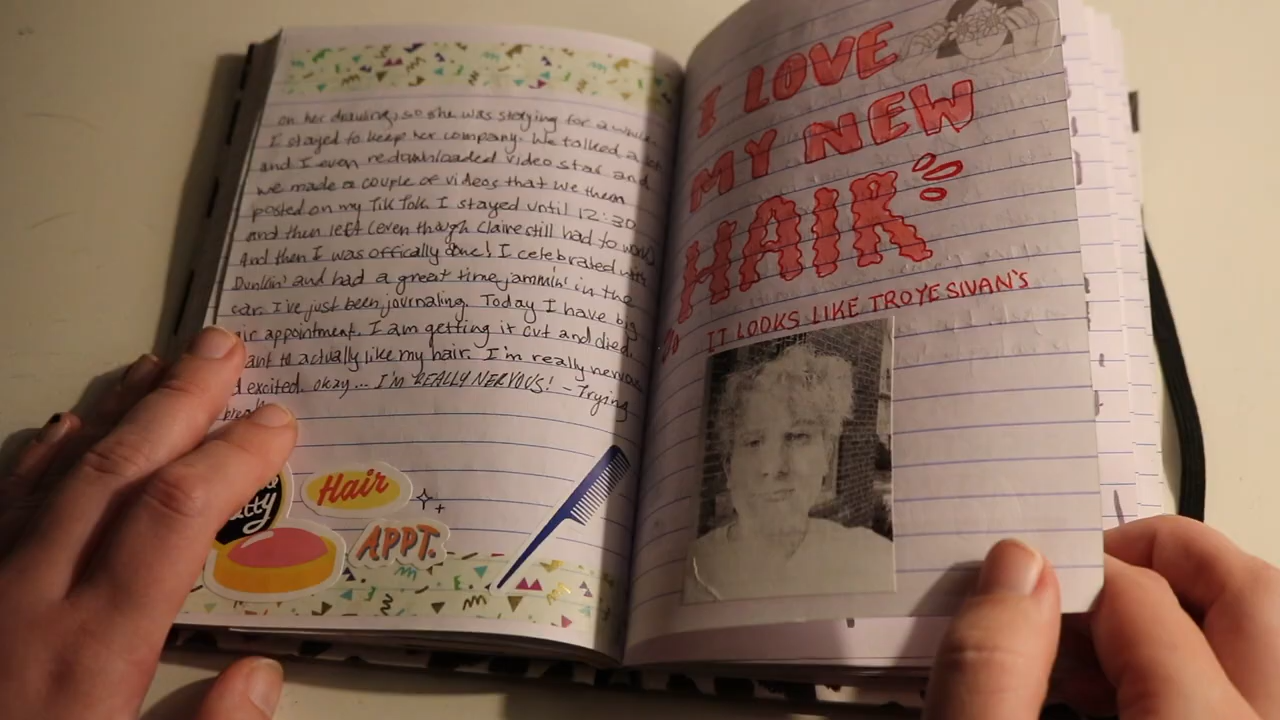 on her drawing, so she was staying for a while.
I stayed to keep her company. We talked a lot
and I even redownloaded video star and
we made a couple of videos that we then
posted on my TikTok. I stayed until 12:30
and then left (even though Claire still had to work)
And then I was offically done! I celebrated with
Dunkin' and had a great time jammin' in the
car. I've just been journaling. Today I have big
hair appointment. I am getting it cut and died.
want to actually like my hair. I'm really nervous
excited. okay... I'M REALLY NERVOUS! - Trying
Hair
APPT.
I LOVE
MY NEW
HAIR
IT LOOKS LIKE TROYE SIVAN'S